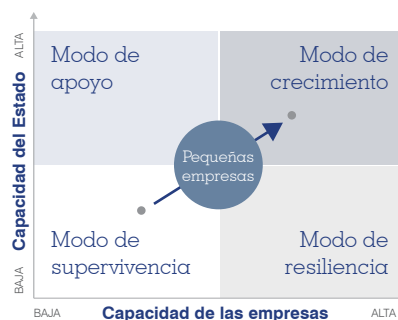 ALTA
Capacidad del Estado
BAJA
Modo de
apoyo
Modo de
crecimiento
Pequeñas
empresas
Modo de
supervivencia
Modo de
resiliencia
BAJA
Capacidad de las empresas
ALTA